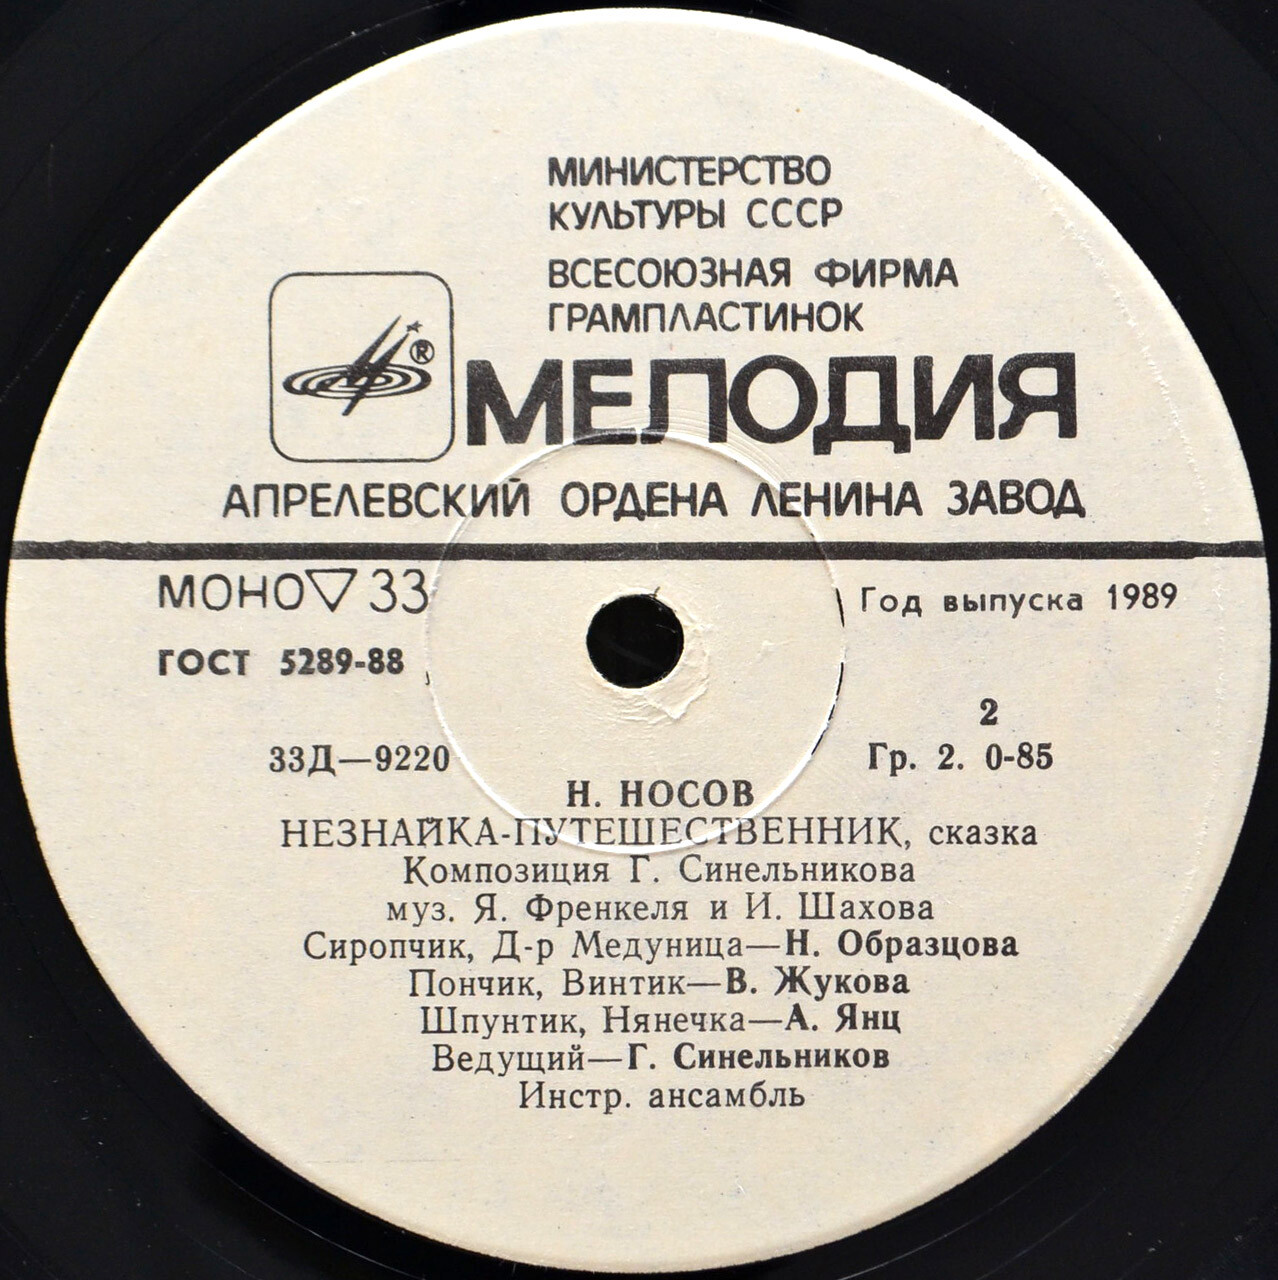 МИНИСТЕРСТВО
КУЛЬТУРЫ СССР
ВСЕСОЮЗНАЯ ФИРМА
ГРАМПЛАСТИНОК
®
МЕЛОДИЯ
АПРЕЛЕВСКИЙ ОРДЕНА ЛЕНИНА ЗАВОД
МОНО ▽ 33
Год выпуска 1989
ГОСТ 5289-88
2
33Д—9220
Гр. 2. 0-85
Н. НОСОВ
НЕЗНАЙКА-ПУТЕШЕСТВЕННИК, сказка
Композиция Г. Синельникова
муз. Я. Френкеля и И. Шахова
Сиропчик, Д-р Медуница—Н. Образцова
Пончик, Винтик—В. Жукова
Шпунтик, Нянечка—А. Янц
Ведущий—Г. Синельников
Инстр. ансамбль